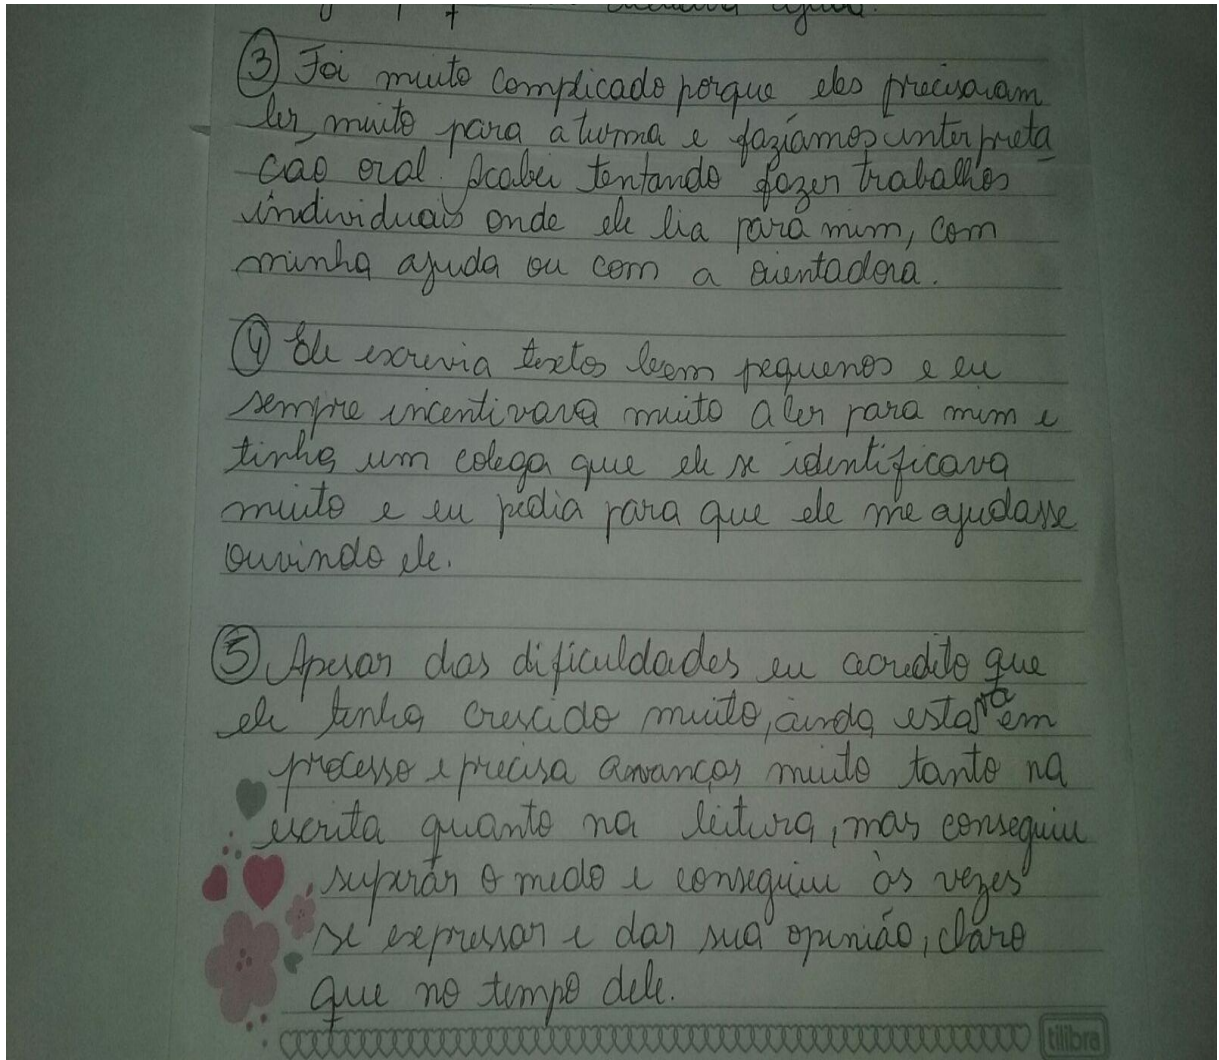 ③ Foi muito complicado porque eles precisavam
ler muito para a turma e fazíamos interpreta
ção oral. Acabei tentando fazer trabalhos
individuais onde ele lia para mim, com
minha ajuda ou com a orientadora.
④ Ele escrevia textos bem pequenos e eu
sempre incentivava muito a ler para mim e
tinha um colega que ele se identificava
muito e eu pedia para que ele me ajudasse
ouvindo ele.
⑤ Apesar das dificuldades eu acredito que
ele tenha crescido muito, ainda estava em
processo e precisa avançar muito tanto na
escrita quanto na leitura, mas conseguiu
superar o medo e conseguiu às vezes
se expressar e dar sua opinião, claro
que no tempo dele.
tilibra